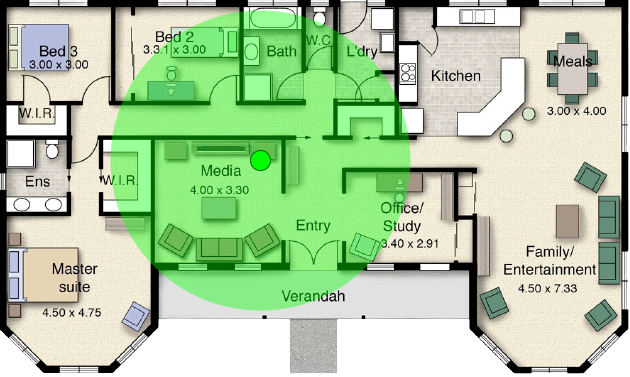 Bed 3
3.00 x 3.00
Bed 2
3.3.1 x 3.00
Bath
W.C.
L'dry
Kitchen
Meals
3.00 x 4.00
W.I.R.
Ens
W.I.R.
Media
4.00 x 3.30
Entry
Office/
Study
3.40 x 2.91
Master
suite
4.50 x 4.75
Family/
Entertainment
4.50 x 7.33
Verandah